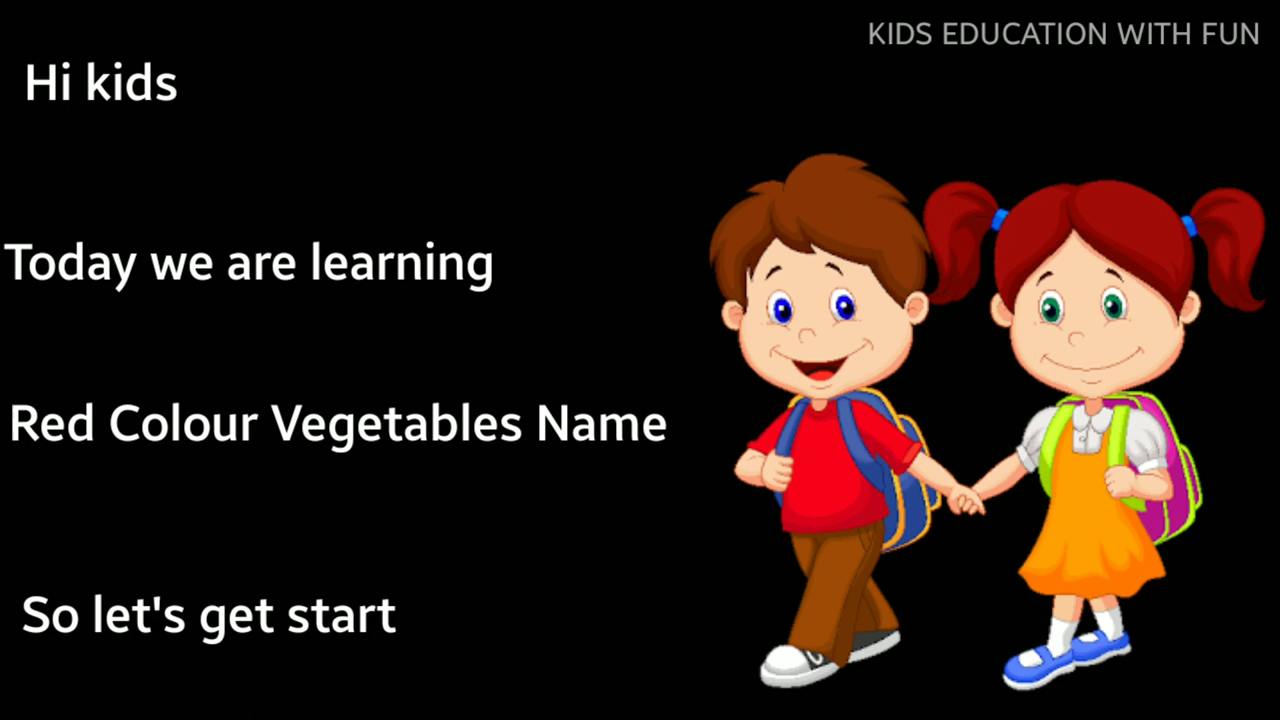 KIDS EDUCATION WITH FUN
Hi kids
Today we are learning
Red Colour Vegetables Name
So let's get start